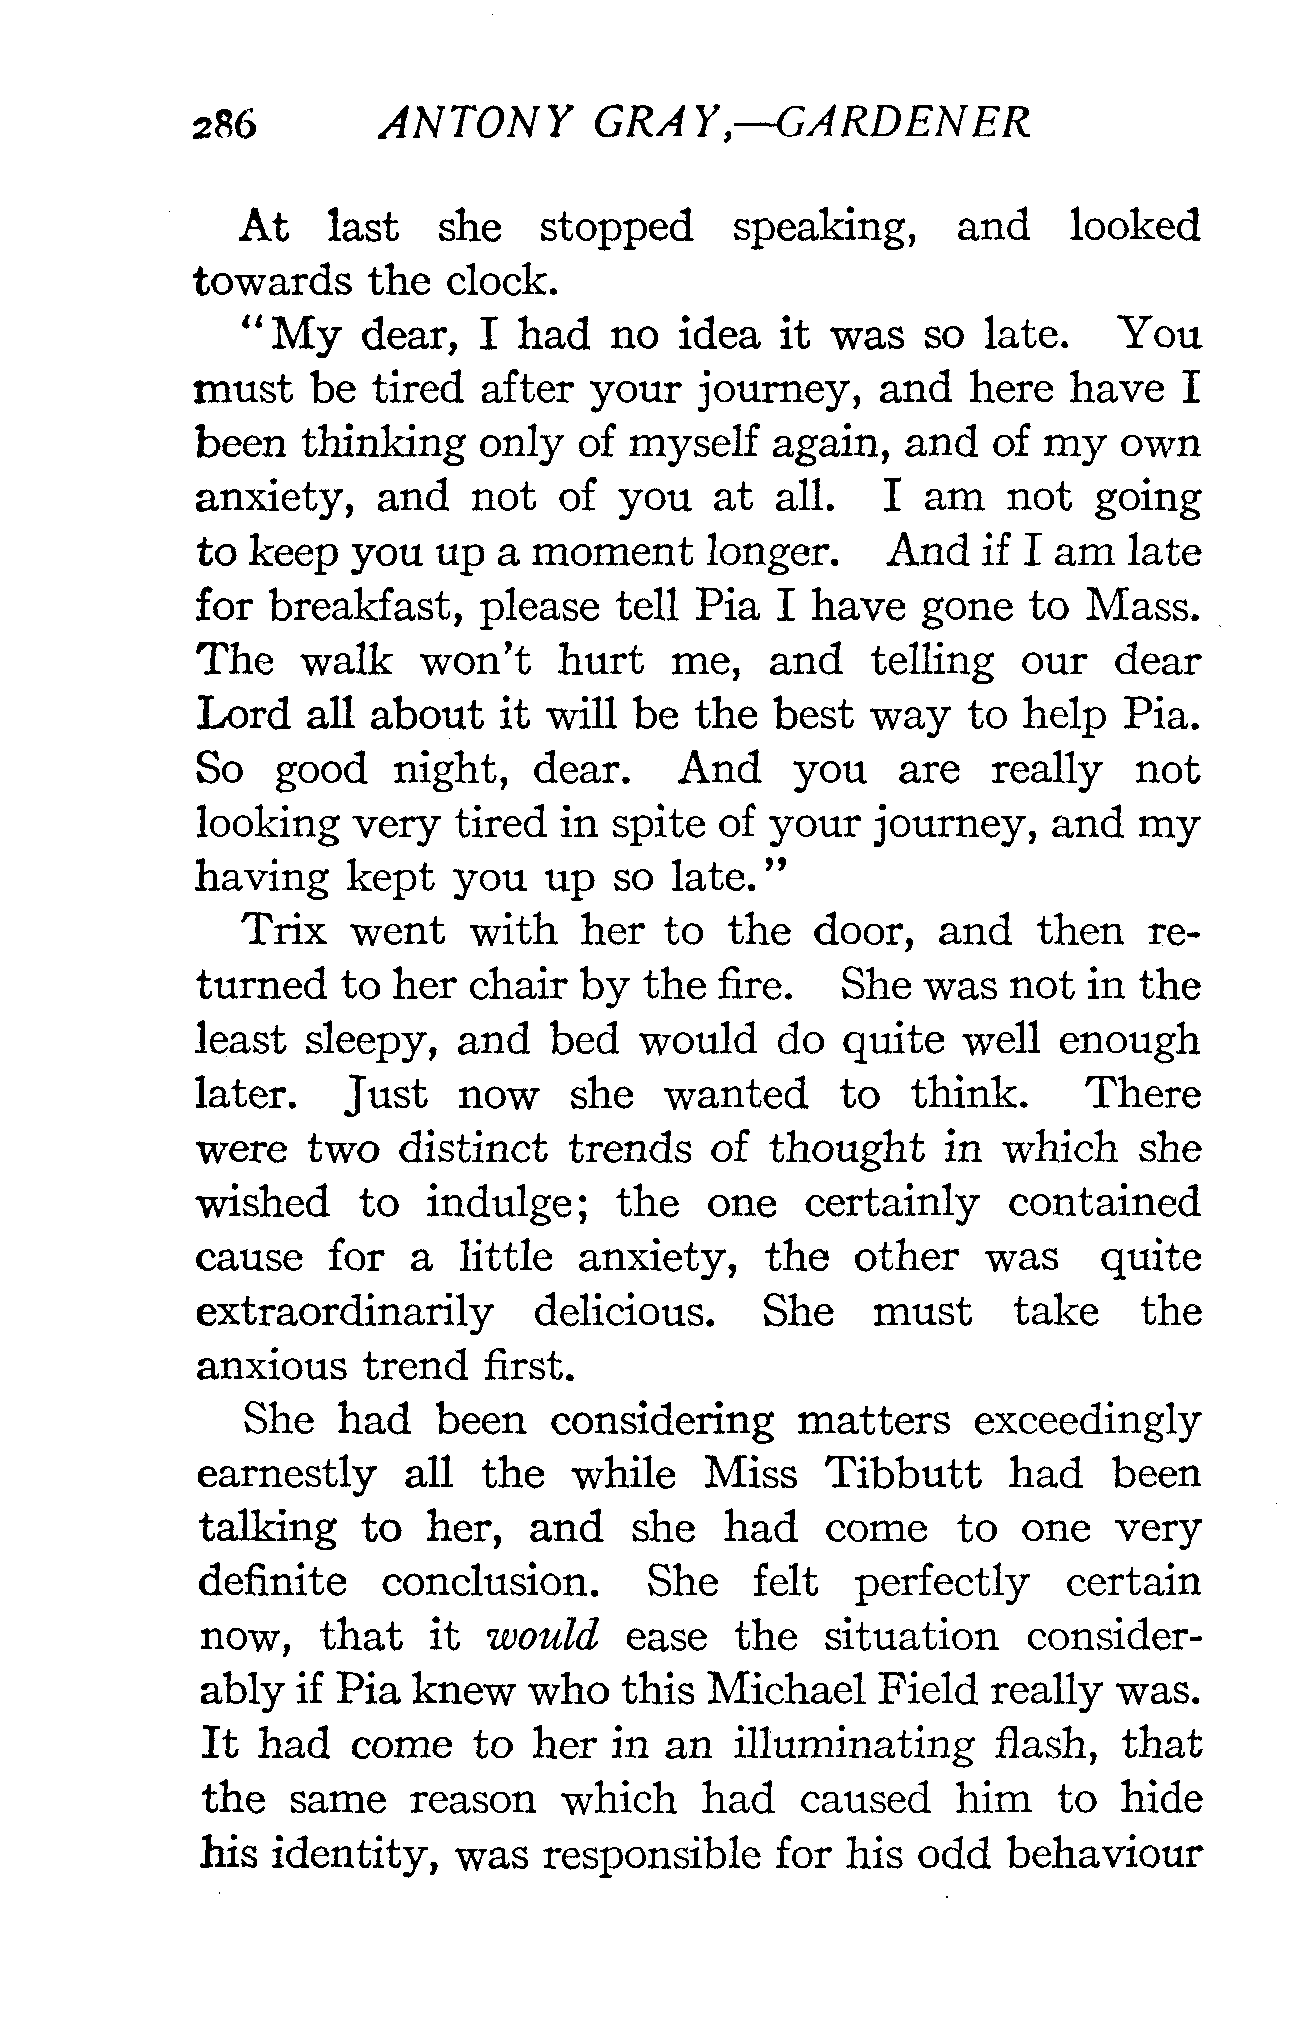 286 ANTONY GRAY,—GARDENER
At last she stopped speaking, and looked
towards the clock.
"My dear, I had no idea it was so late. You
must be tired after your journey, and here have I
been thinking only of myself again, and of my own
anxiety, and not of you at all. I am not going
to keep you up a moment longer. And if I am late
for breakfast, please tell Pia I have gone to Mass.
The walk won't hurt me, and telling our dear
Lord all about it will be the best way to help Pia.
So good night, dear. And you are really not
looking very tired in spite of your journey, and my
having kept you up so late."
Trix went with her to the door, and then re-
turned to her chair by the fire. She was not in the
least sleepy, and bed would do quite well enough
later. Just now she wanted to think. There
were two distinct trends of thought in which she
wished to indulge; the one certainly contained
cause for a little anxiety, the other was quite
extraordinarily delicious. She must take the
anxious trend first.
She had been considering matters exceedingly
earnestly all the while Miss Tibbutt had been
talking to her, and she had come to one very
definite conclusion. She felt perfectly certain
now, that it would ease the situation consider-
ably if Pia knew who this Michael Field really was.
It had come to her in an illuminating flash, that
the same reason which had caused him to hide
his identity, was responsible for his odd behaviour